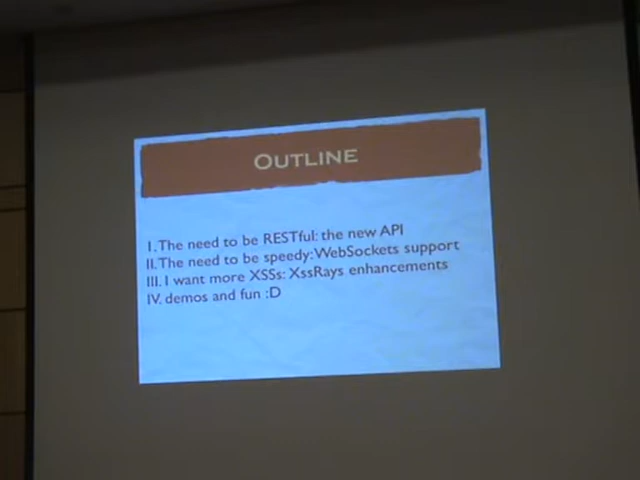 OUTLINE
I. The need to be RESTful: the new API
II. The need to be speedy: WebSockets support
III. I want more XSSs: XssRays enhancements
IV. demos and fun :D